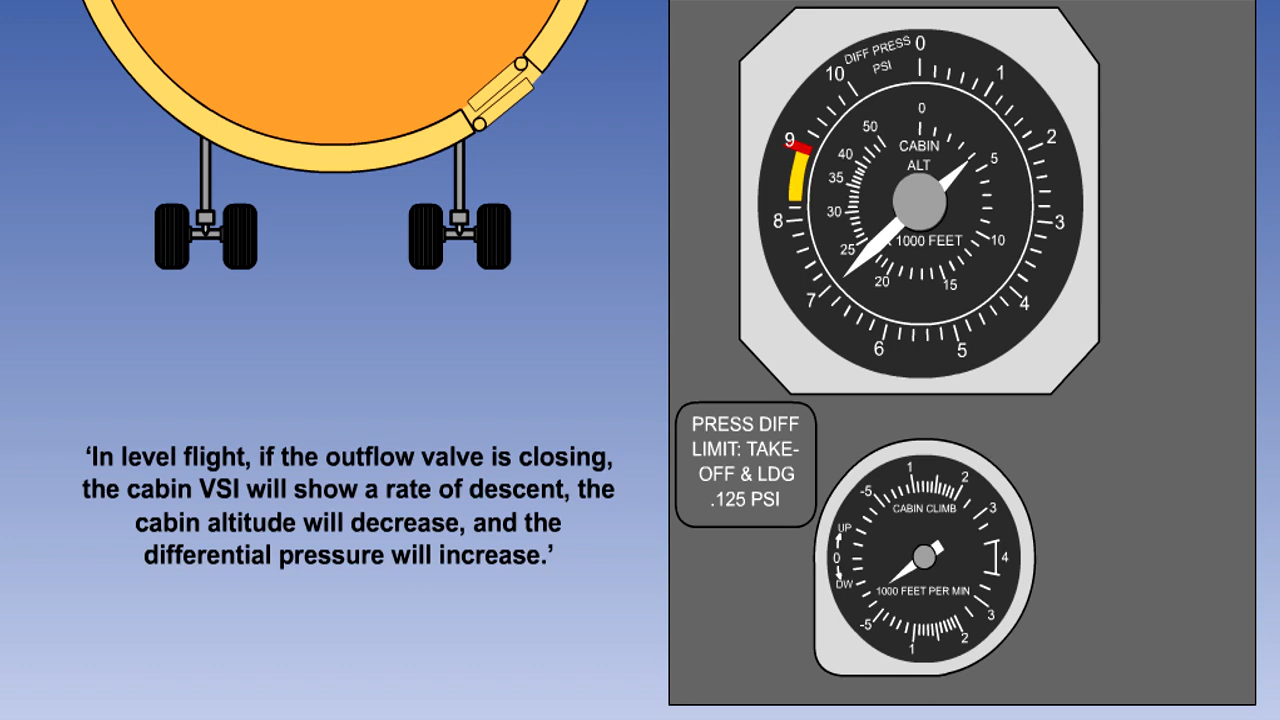 ‘In level flight, if the outflow valve is closing,
the cabin VSI will show a rate of descent, the
cabin altitude will decrease, and the
differential pressure will increase.’
DIFF PRESS
PSI
0
1
2
3
4
5
6
7
8
9
10
CABIN
ALT
0
5
10
15
20
25
30
35
40
50
1000 FEET
PRESS DIFF
LIMIT: TAKE-
OFF & LDG
.125 PSI
CABIN CLIMB
UP
0
DW
-5
1
2
3
4
3
2
1
-5
1000 FEET PER MIN